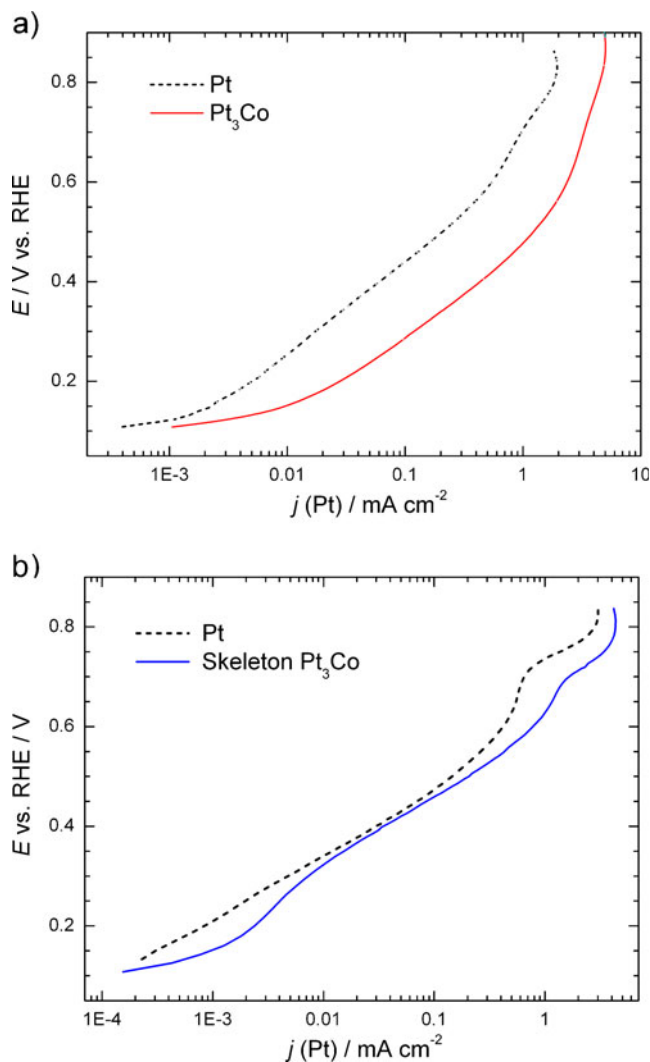 a)
Pt
Pt₃Co
E / V vs. RHE
0.8
0.6
0.4
0.2
1E-3 0.01 0.1 1 10
j (Pt) / mA cm⁻²
b)
Pt
Skeleton Pt₃Co
E vs. RHE / V
0.8
0.6
0.4
0.2
1E-4 1E-3 0.01 0.1 1
j (Pt) / mA cm⁻²